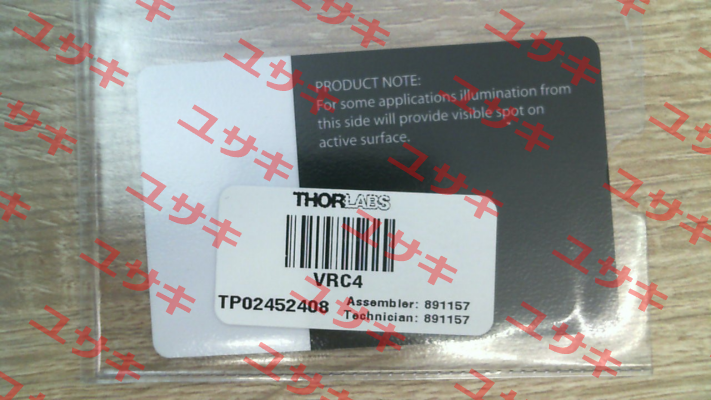 PRODUCT NOTE:
For some applications illumination from
this side will provide visible spot on
active surface.
THORLABS
VRC4
TP02452408
Assembler: 891157
Technician: 891157
ユサキ